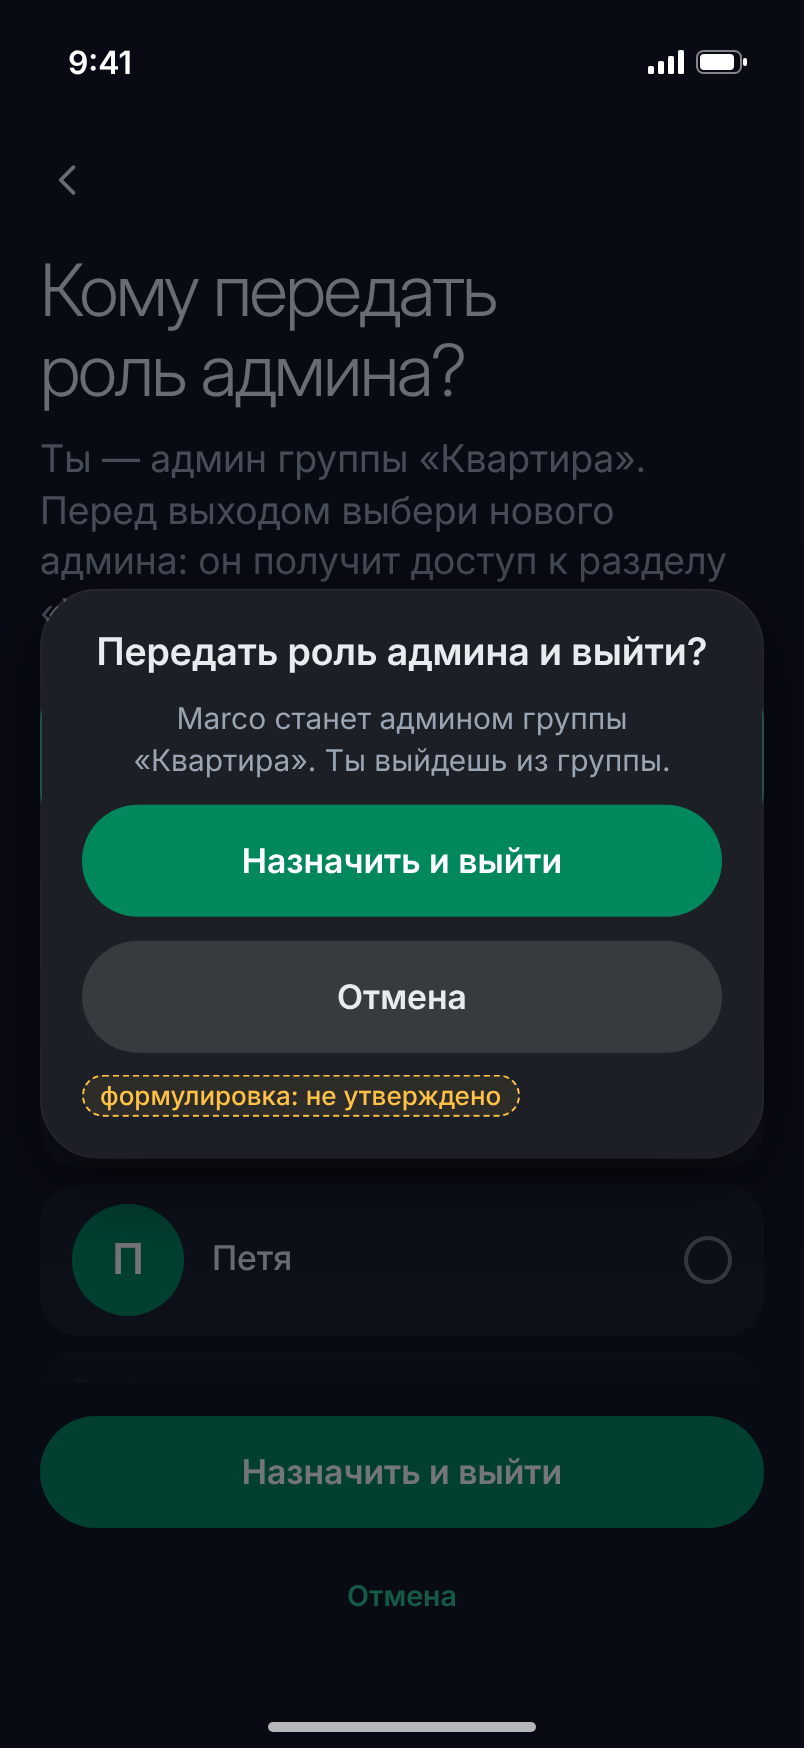 9:41
Кому передать
роль админа?
Ты — админ группы «Квартира».
Перед выходом выбери нового
админа: он получит доступ к разделу
Передать роль админа и выйти?
Marco станет админом группы
«Квартира». Ты выйдешь из группы.
Назначить и выйти
Отмена
формулировка: не утверждено
П
Петя
Назначить и выйти
Отмена